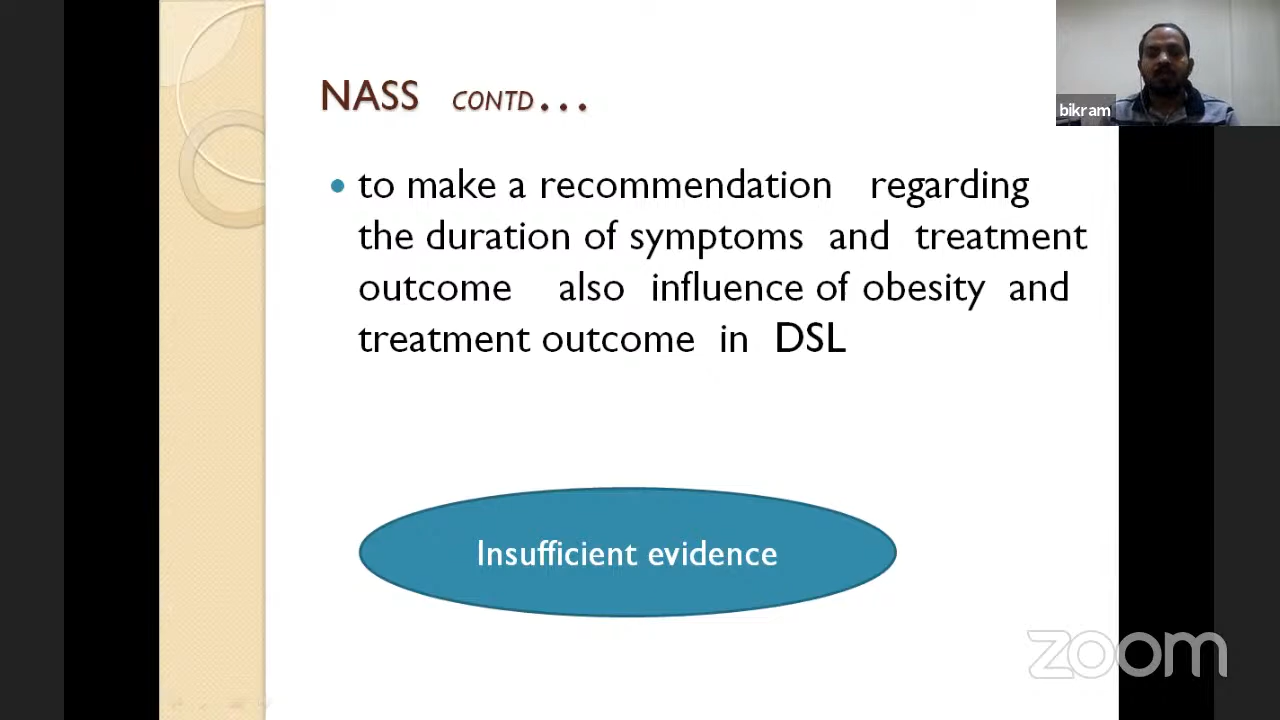 NASS CONTD...
bikram
• to make a recommendation regarding
the duration of symptoms and treatment
outcome also influence of obesity and
treatment outcome in DSL
Insufficient evidence
zoom